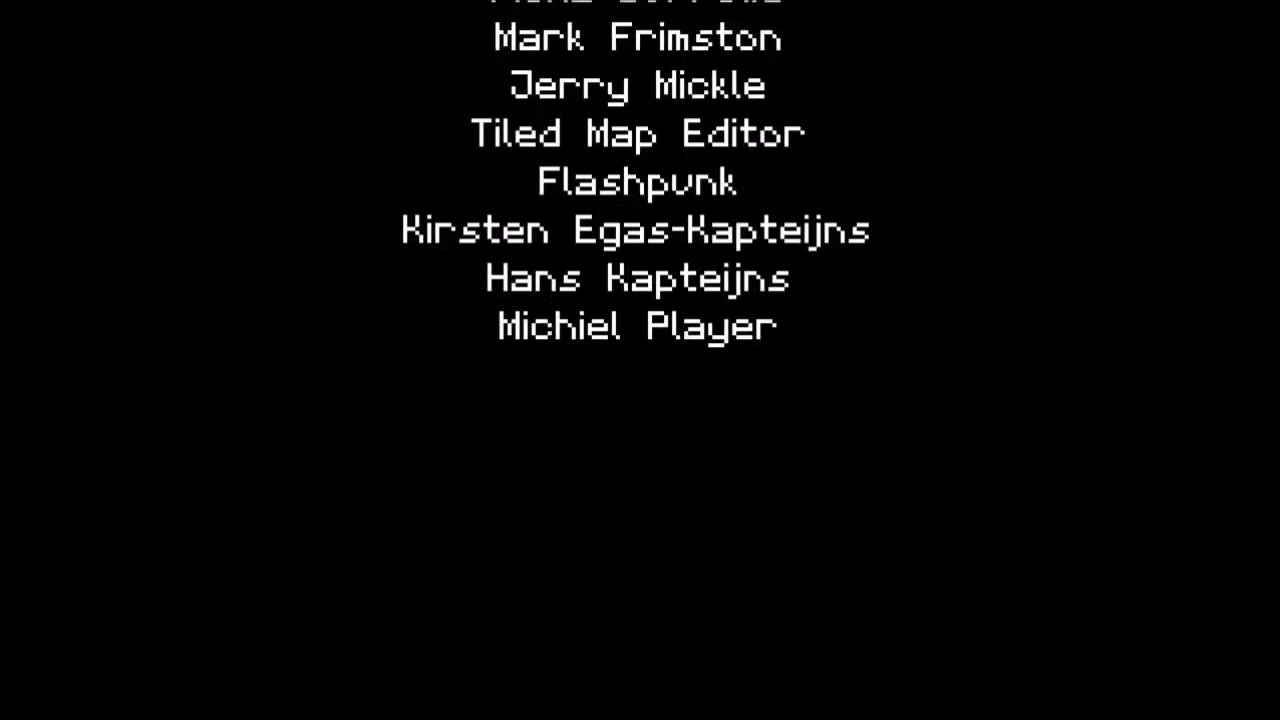 Mark Frimston
Jerry Mickle
Tiled Map Editor
Flashpunk
Kirsten Egas-Kapteijns
Hans Kapteijns
Michiel Player